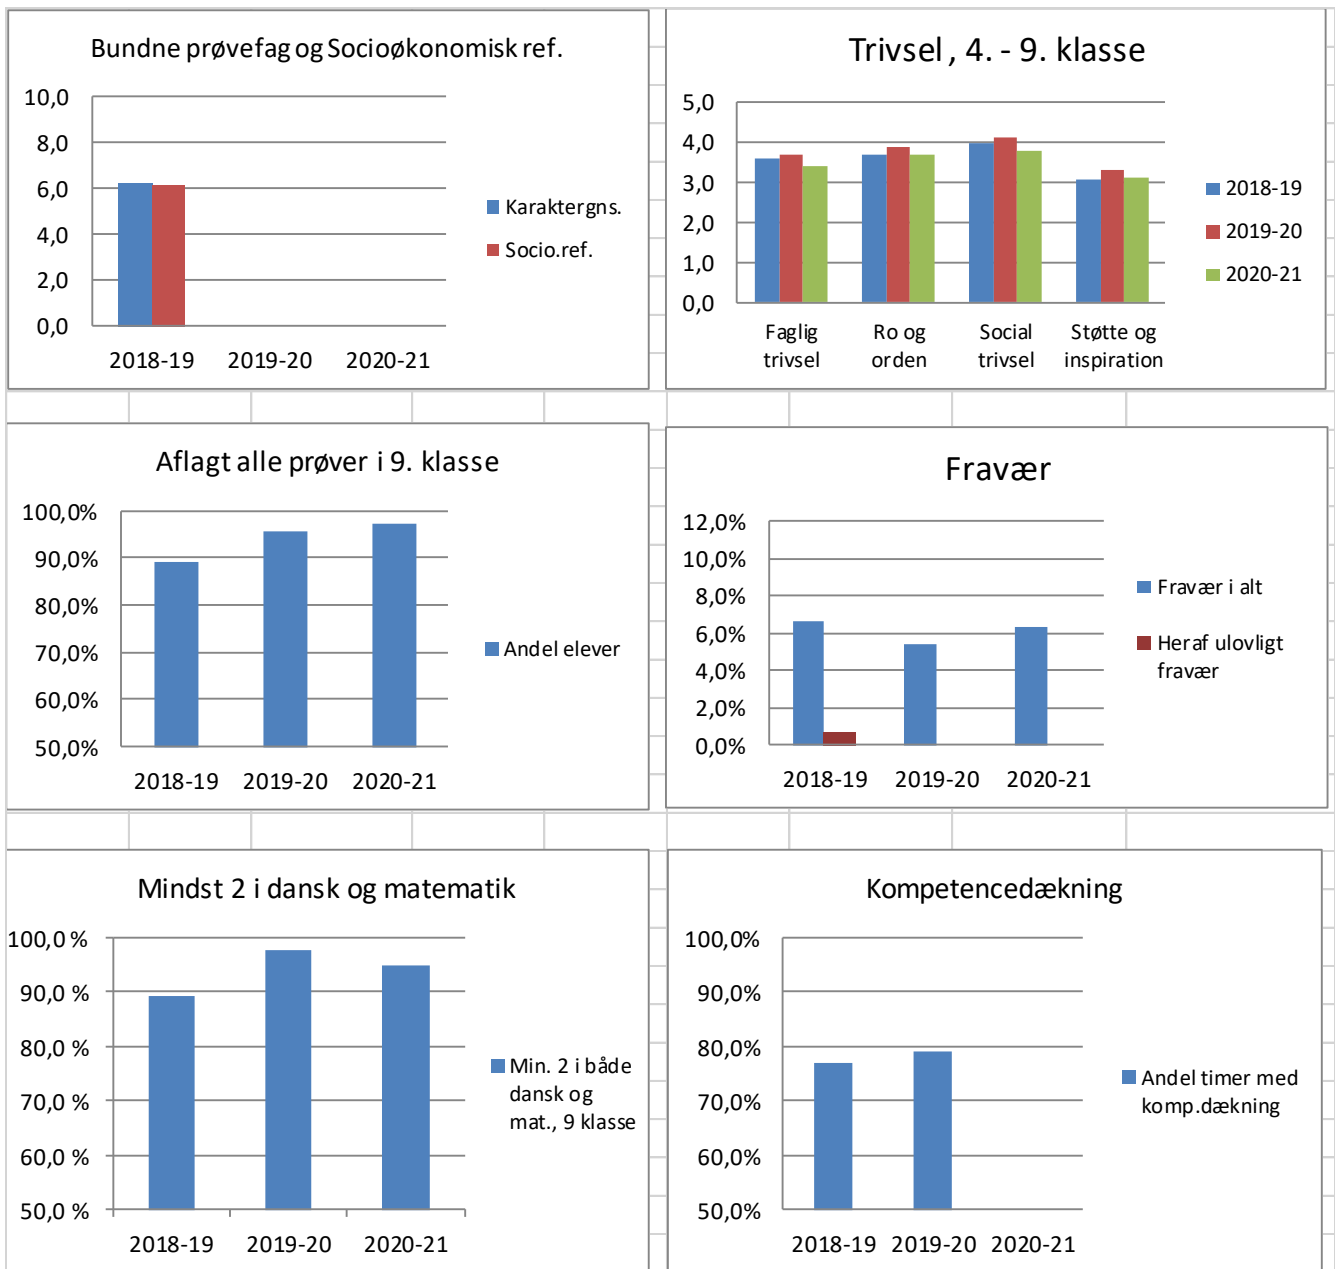 Bundne prøvefag og Socioøkonomisk ref.
10,0
8,0
6,0
4,0
2,0
0,0
2018-19 2019-20 2020-21
Karaktergns.
Socio.ref.
Trivsel, 4. - 9. klasse
5,0
4,0
3,0
2,0
1,0
0,0
Faglig trivsel
Ro og orden
Social trivsel
Støtte og inspiration
2018-19
2019-20
2020-21
Aflagt alle prøver i 9. klasse
100,0%
90,0%
80,0%
70,0%
60,0%
50,0%
2018-19 2019-20 2020-21
Andel elever
Fravær
12,0%
10,0%
8,0%
6,0%
4,0%
2,0%
0,0%
2018-19 2019-20 2020-21
Fravær i alt
Heraf ulovligt
fravær
Mindst 2 i dansk og matematik
100,0 %
90,0 %
80,0 %
70,0 %
60,0 %
50,0 %
2018-19 2019-20 2020-21
Min. 2 i både
dansk og
mat., 9 klasse
Kompetencedækning
100,0%
90,0%
80,0%
70,0%
60,0%
50,0%
2018-19 2019-20 2020-21
Andel timer med
komp.dækning